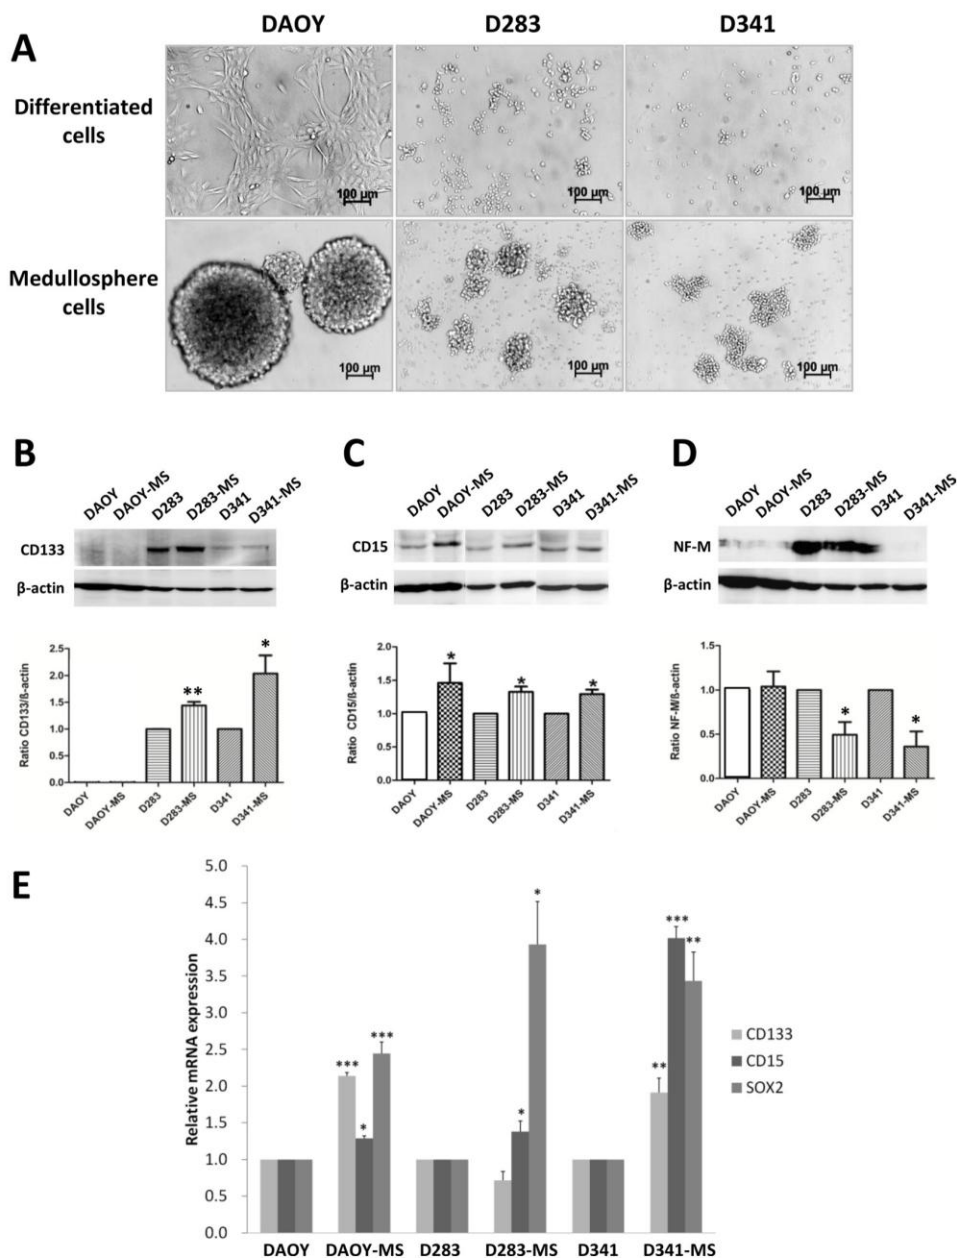 DAOY D283 D341
A
Differentiated
cells
100 µm 100 µm 100 µm
Medullosphere
cells
100 µm 100 µm 100 µm
B
DAOY DAOY-MS D283 D283-MS D341 D341-MS
CD133
β-actin
Ratio CD133/ß-actin
2.5
2.0
1.5
1.0
0.5
0.0
** *
DAOY DAOY-MS D283 D283-MS D341 D341-MS
C
DAOY DAOY-MS D283 D283-MS D341 D341-MS
CD15
β-actin
Ratio CD15/ß-actin
2.0
1.5
1.0
0.5
0.0
* * *
DAOY DAOY-MS D283 D283-MS D341 D341-MS
D
DAOY DAOY-MS D283 D283-MS D341 D341-MS
NF-M
β-actin
Ratio NF-M/ß-actin
1.5
1.0
0.5
0.0
* *
DAOY DAOY-MS D283 D283-MS D341 D341-MS
E
Relative mRNA expression
5.0
4.5
4.0
3.5
3.0
2.5
2.0
1.5
1.0
0.5
0.0
*** * *** * * ** *** **
CD133
CD15
SOX2
DAOY DAOY-MS D283 D283-MS D341 D341-MS